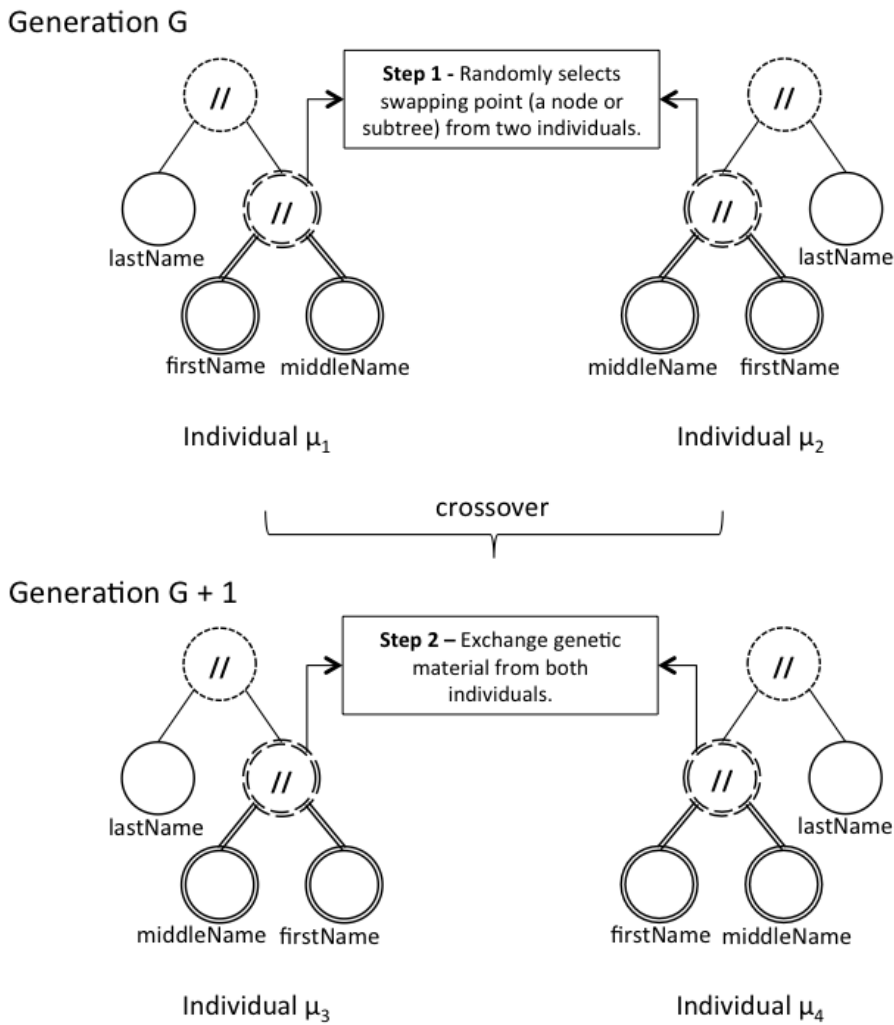 Generation G
//
//
Step 1 - Randomly selects
swapping point (a node or
subtree) from two individuals.
//
//
lastName
lastName
firstName middleName
middleName firstName
Individual μ1
Individual μ2
crossover
Generation G + 1
//
//
Step 2 – Exchange genetic
material from both
individuals.
//
//
lastName
lastName
middleName firstName
firstName middleName
Individual μ3
Individual μ4